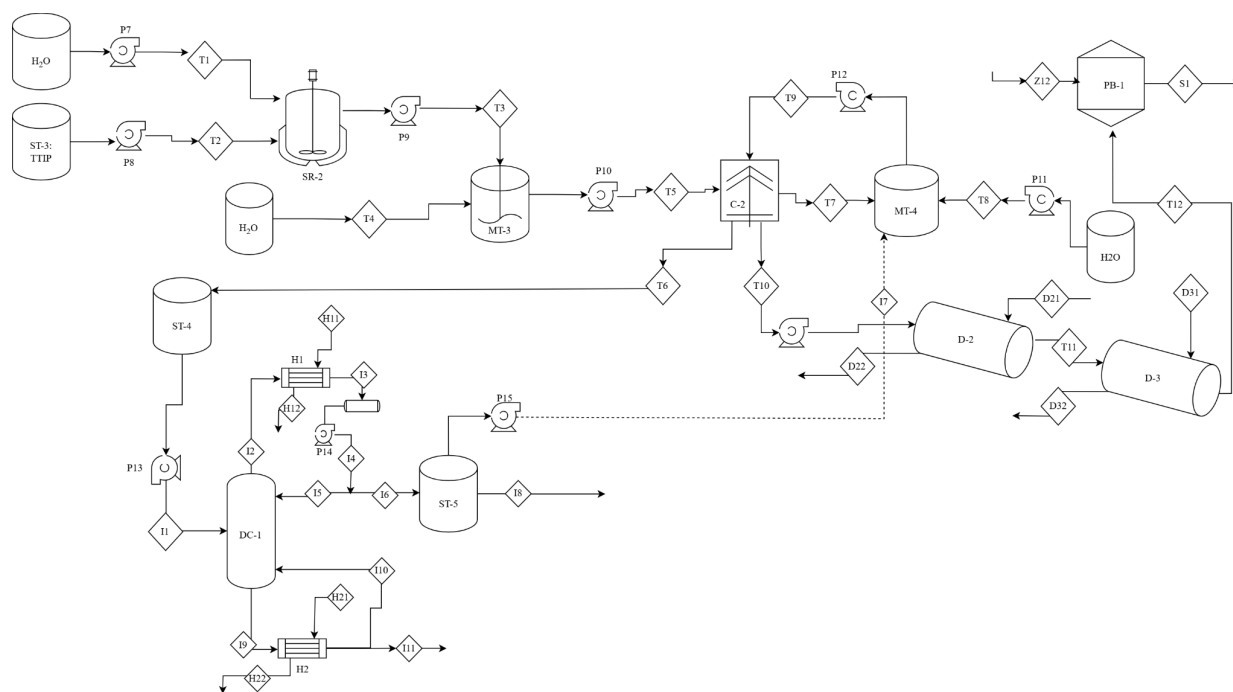 P7
H₂O
T1
ST-3:
TTIP
P8
T2
SR-2
P9
T3
H₂O
T4
MT-3
P10
T5
C-2
T9
P12
T7
MT-4
T8
P11
H2O
Z12
PB-1
S1
T12
T6
T10
I7
D21
D-2
D22
T11
D31
D-3
D32
ST-4
H11
H1
I3
H12
P14
I4
P15
P13
I2
I5
I6
ST-5
I8
I1
DC-1
I10
H21
I9
H2
I11
H22